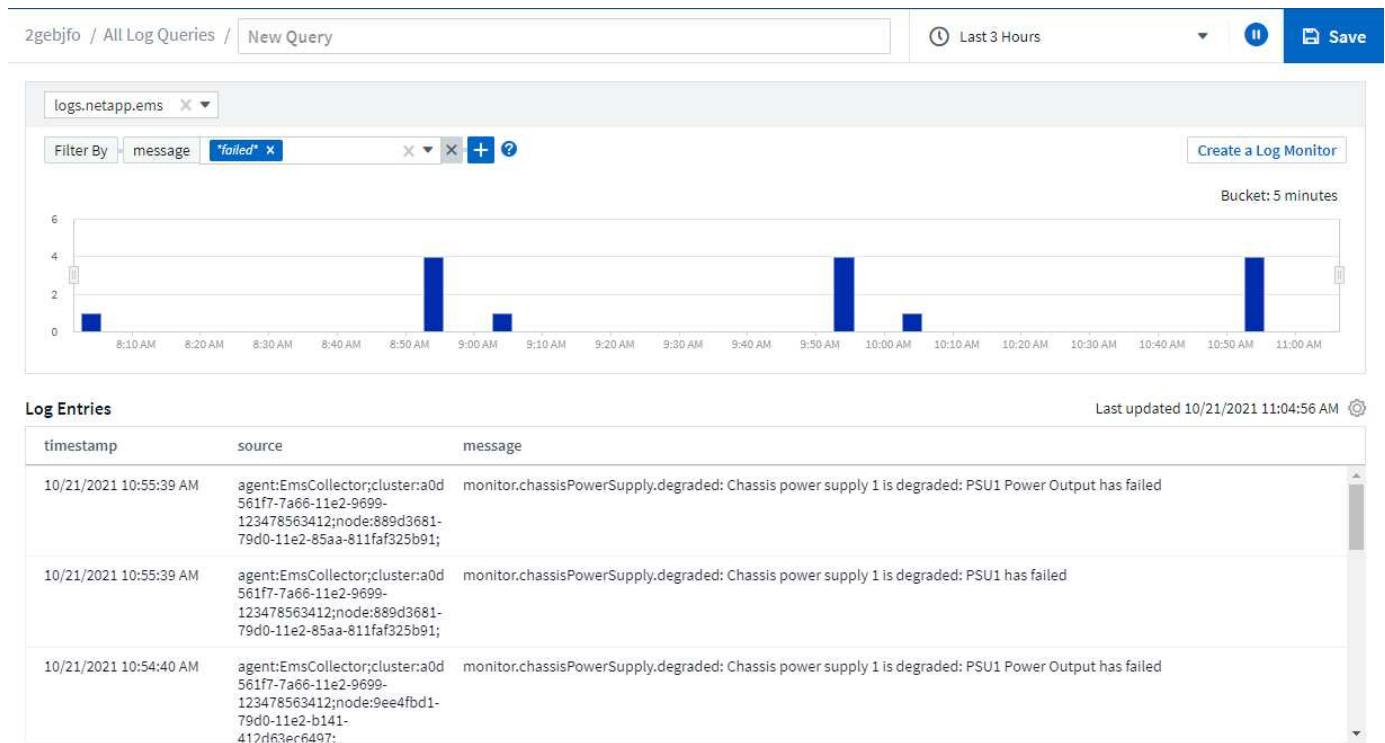 2gebjfo / All Log Queries / New Query
Last 3 Hours
Save
logs.netapp.ems
Filter By message *failed*
Create a Log Monitor
Bucket: 5 minutes
6
4
2
0
8:10 AM 8:20 AM 8:30 AM 8:40 AM 8:50 AM 9:00 AM 9:10 AM 9:20 AM 9:30 AM 9:40 AM 9:50 AM 10:00 AM 10:10 AM 10:20 AM 10:30 AM 10:40 AM 10:50 AM 11:00 AM
Log Entries
Last updated 10/21/2021 11:04:56 AM
timestamp source message
10/21/2021 10:55:39 AM agent:EmsCollector;cluster:a0d monitor.chassisPowerSupply.degraded: Chassis power supply 1 is degraded: PSU1 Power Output has failed
561f7-7a66-11e2-9699-
123478563412;node:889d3681-
79d0-11e2-85aa-811faf325b91;
10/21/2021 10:55:39 AM agent:EmsCollector;cluster:a0d monitor.chassisPowerSupply.degraded: Chassis power supply 1 is degraded: PSU1 has failed
561f7-7a66-11e2-9699-
123478563412;node:889d3681-
79d0-11e2-85aa-811faf325b91;
10/21/2021 10:54:40 AM agent:EmsCollector;cluster:a0d monitor.chassisPowerSupply.degraded: Chassis power supply 1 is degraded: PSU1 Power Output has failed
561f7-7a66-11e2-9699-
123478563412;node:9ee4fbd1-
79d0-11e2-b141-
412d63ec6497;